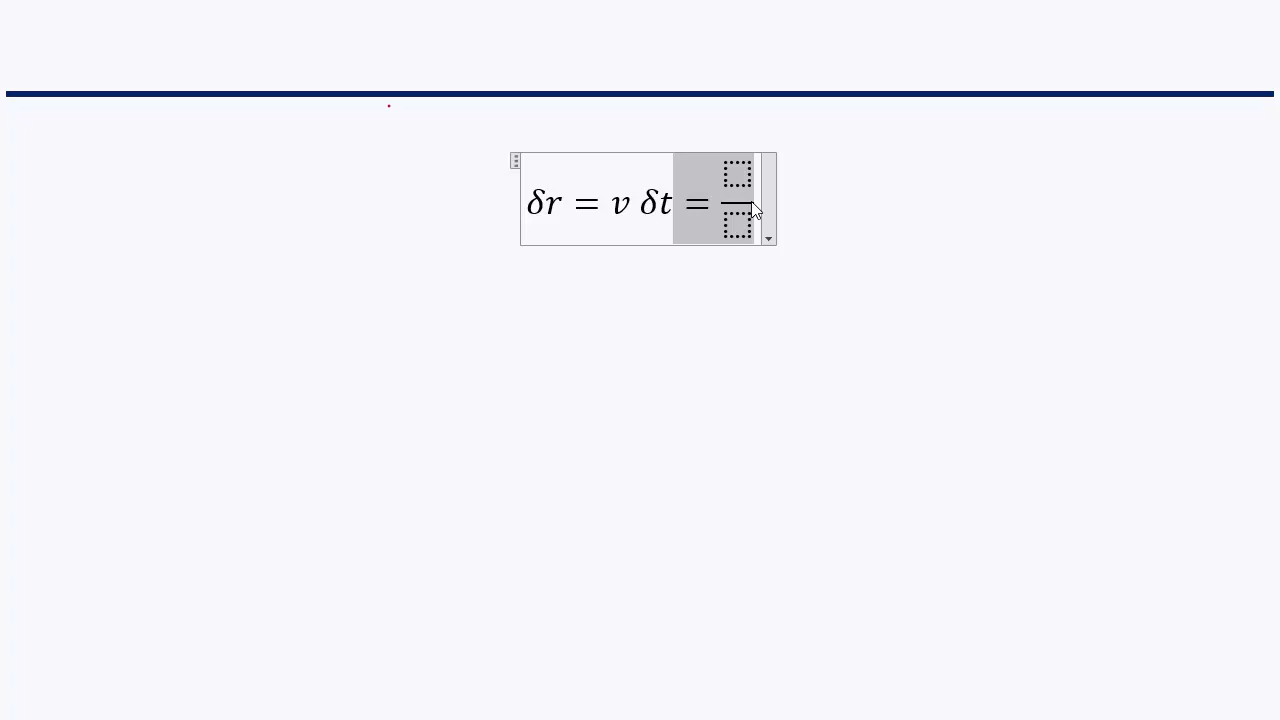 δr = v δt = ⬚/⬚